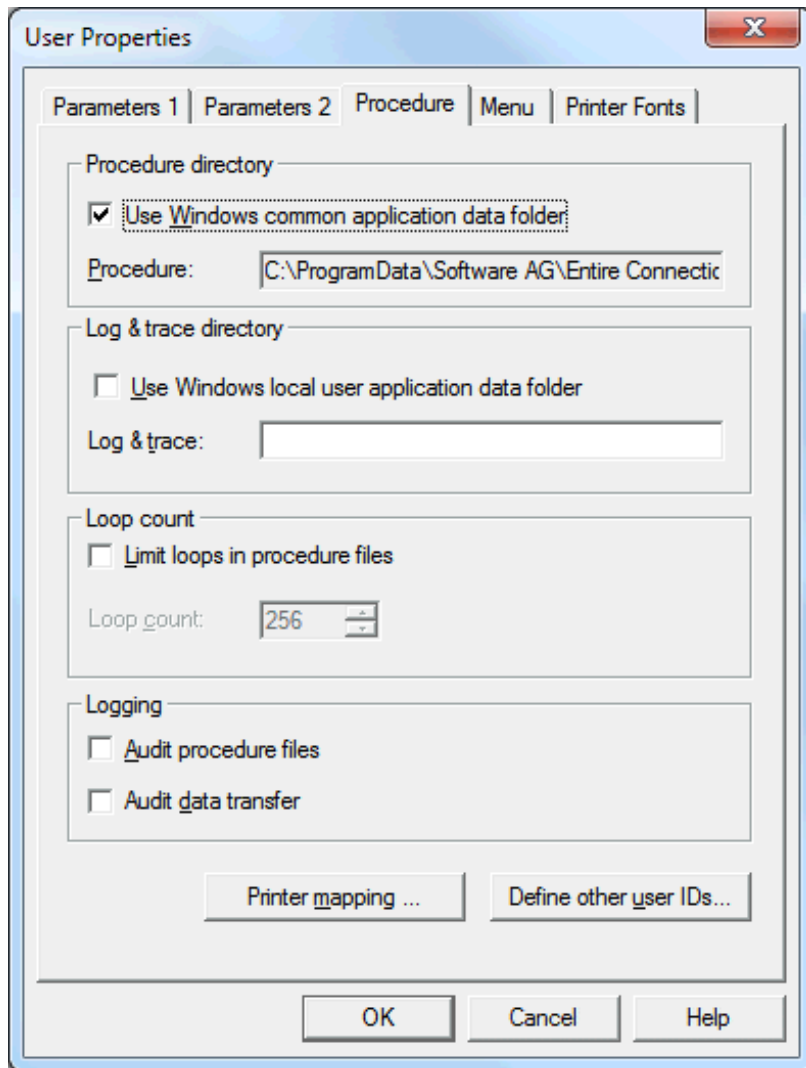 User Properties
Parameters 1 Parameters 2 Procedure Menu Printer Fonts
Procedure directory
Use Windows common application data folder
Procedure: C:\ProgramData\Software AG\Entire Connectic
Log & trace directory
Use Windows local user application data folder
Log & trace:
Loop count
Limit loops in procedure files
Loop count: 256
Logging
Audit procedure files
Audit data transfer
Printer mapping ... Define other user IDs...
OK Cancel Help